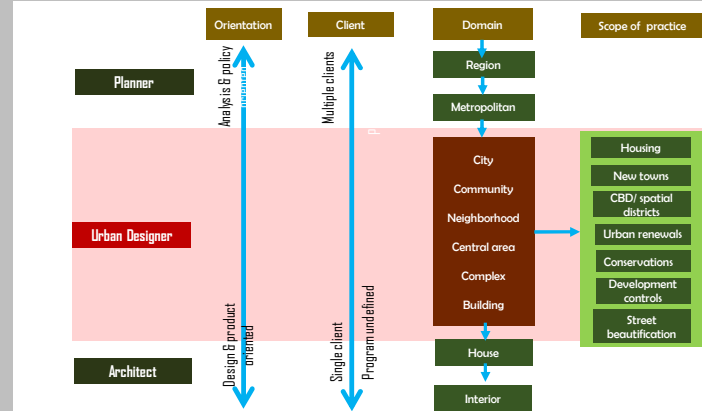 Orientation
Client
Domain
Scope of practice
Planner
Analysis & policy
oriented
Multiple clients
Region
Metropolitan
p
Urban Designer
City
Community
Neighborhood
Central area
Complex
Building
Housing
New towns
CBD/ spatial
districts
Urban renewals
Conservations
Development
controls
Street
beautification
Architect
Design & product
oriented
Single client
Program undefined
House
Interior